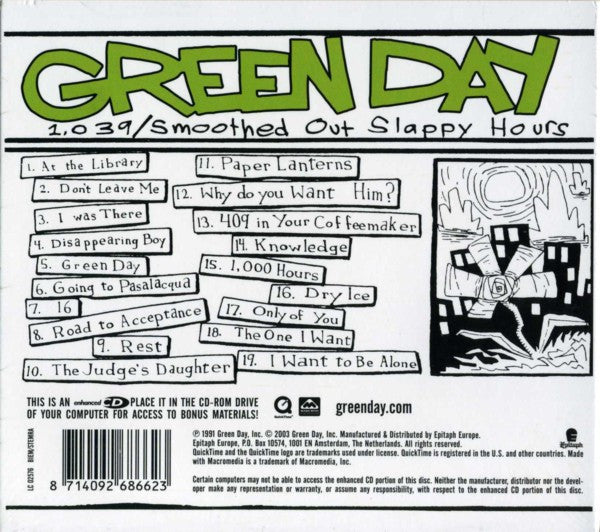 GREEN DAY
1,039/Smoothed Out Slappy Hours
1. At the Library
2. Don't Leave Me
3. I was There
4. Disappearing Boy
5. Green Day
6. Going to Pasalacqua
7. 16
8. Road to Acceptance
9. Rest
10. The Judge's Daughter
11. Paper Lanterns
12. Why do you Want Him?
13. 409 in Your Coffeemaker
14. Knowledge
15. 1,000 Hours
16. Dry Ice
17. Only of You
18. The One I Want
19. I Want to Be Alone
THIS IS AN enhanced CD PLACE IT IN THE CD-ROM DRIVE
OF YOUR COMPUTER FOR ACCESS TO BONUS MATERIALS!
QuickTime
greenday.com
Epitaph
LC 02576 BIEM/STEMRA
8 714092 686623
℗ 1991 Green Day, Inc. © 2003 Green Day, Inc. Manufactured & Distributed by Epitaph Europe.
Epitaph Europe, P.O. Box 10574, 1001 EN Amsterdam, The Netherlands. All rights reserved.
QuickTime and the QuickTime logo are trademarks used under license. QuickTime is registered in the U.S. and other countries. Made
with Macromedia is a trademark of Macromedia, Inc.
Certain computers may not be able to access the enhanced CD portion of this disc. Neither the manufacturer, distributor nor the devel-
oper make any representation or warranty, or assume any responsibility, with respect to the enhanced CD portion of this disc.